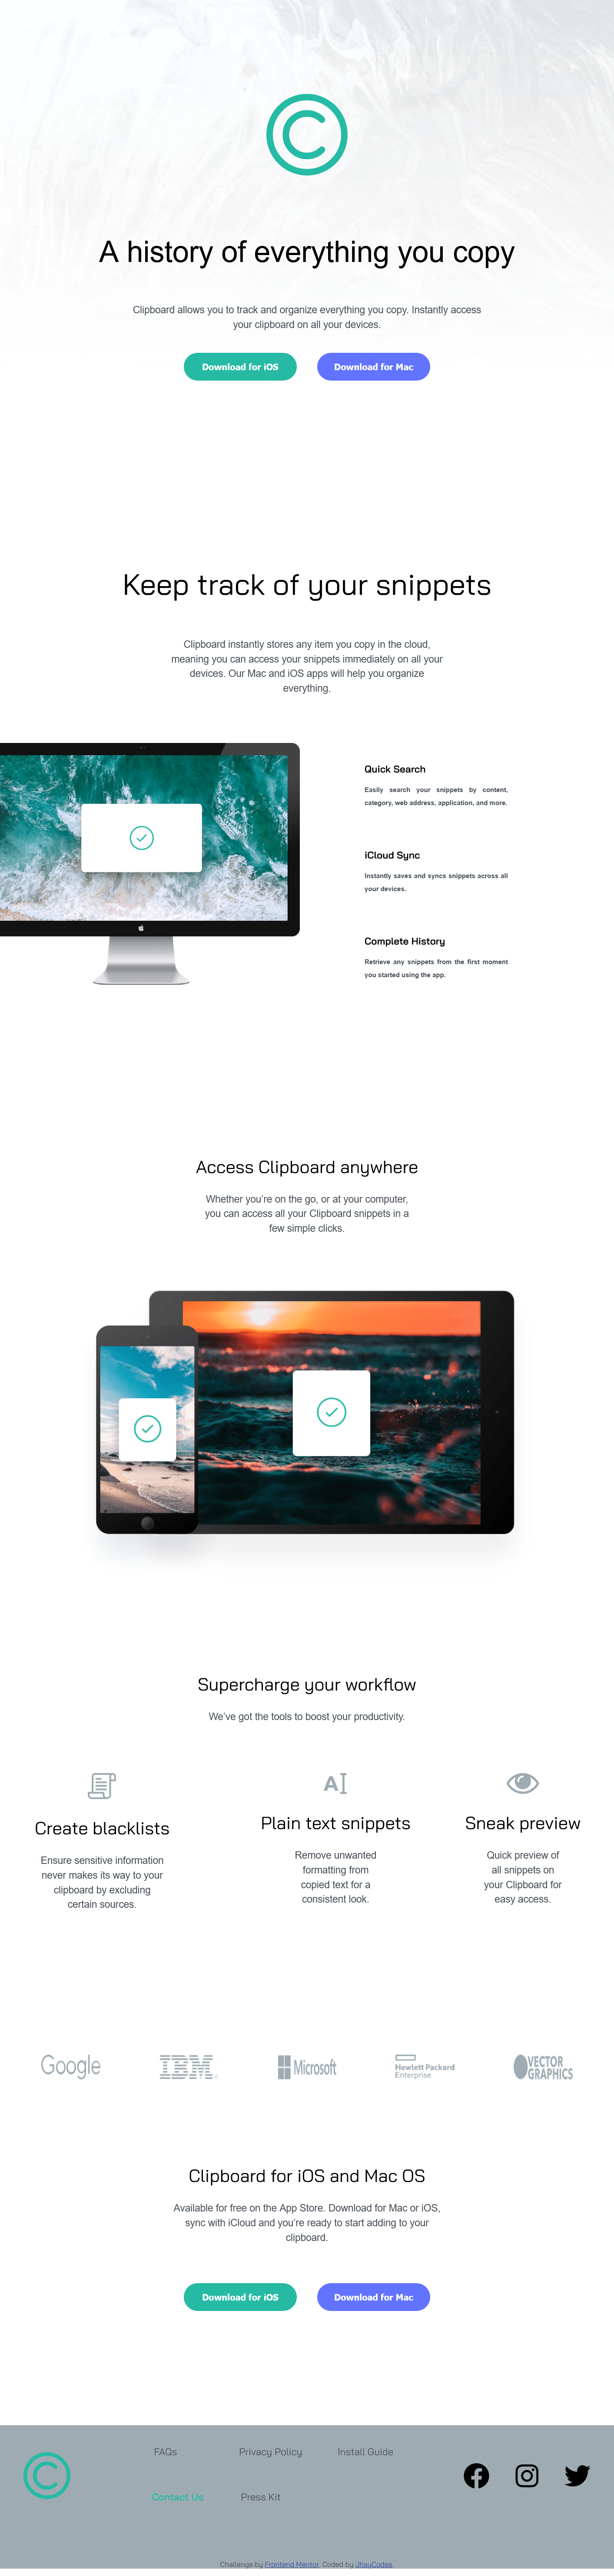 A history of everything you copy
Clipboard allows you to track and organize everything you copy. Instantly access
your clipboard on all your devices.
Download for iOS
Download for Mac
Keep track of your snippets
Clipboard instantly stores any item you copy in the cloud,
meaning you can access your snippets immediately on all your
devices. Our Mac and iOS apps will help you organize
everything.
Quick Search
Easily search your snippets by content,
category, web address, application, and more.
iCloud Sync
Instantly saves and syncs snippets across all
your devices.
Complete History
Retrieve any snippets from the first moment
you started using the app.
Access Clipboard anywhere
Whether you’re on the go, or at your computer,
you can access all your Clipboard snippets in a
few simple clicks.
Supercharge your workflow
We’ve got the tools to boost your productivity.
Create blacklists
Ensure sensitive information
never makes its way to your
clipboard by excluding
certain sources.
Plain text snippets
Remove unwanted
formatting from
copied text for a
consistent look.
Sneak preview
Quick preview of
all snippets on
your Clipboard for
easy access.
Google
IBM
Microsoft
Hewlett Packard
Enterprise
VECTOR
GRAPHICS
Clipboard for iOS and Mac OS
Available for free on the App Store. Download for Mac or iOS,
sync with iCloud and you’re ready to start adding to your
clipboard.
Download for iOS
Download for Mac
FAQs
Privacy Policy
Install Guide
Contact Us
Press Kit
Challenge by Frontend Mentor. Coded by JhayCodes.